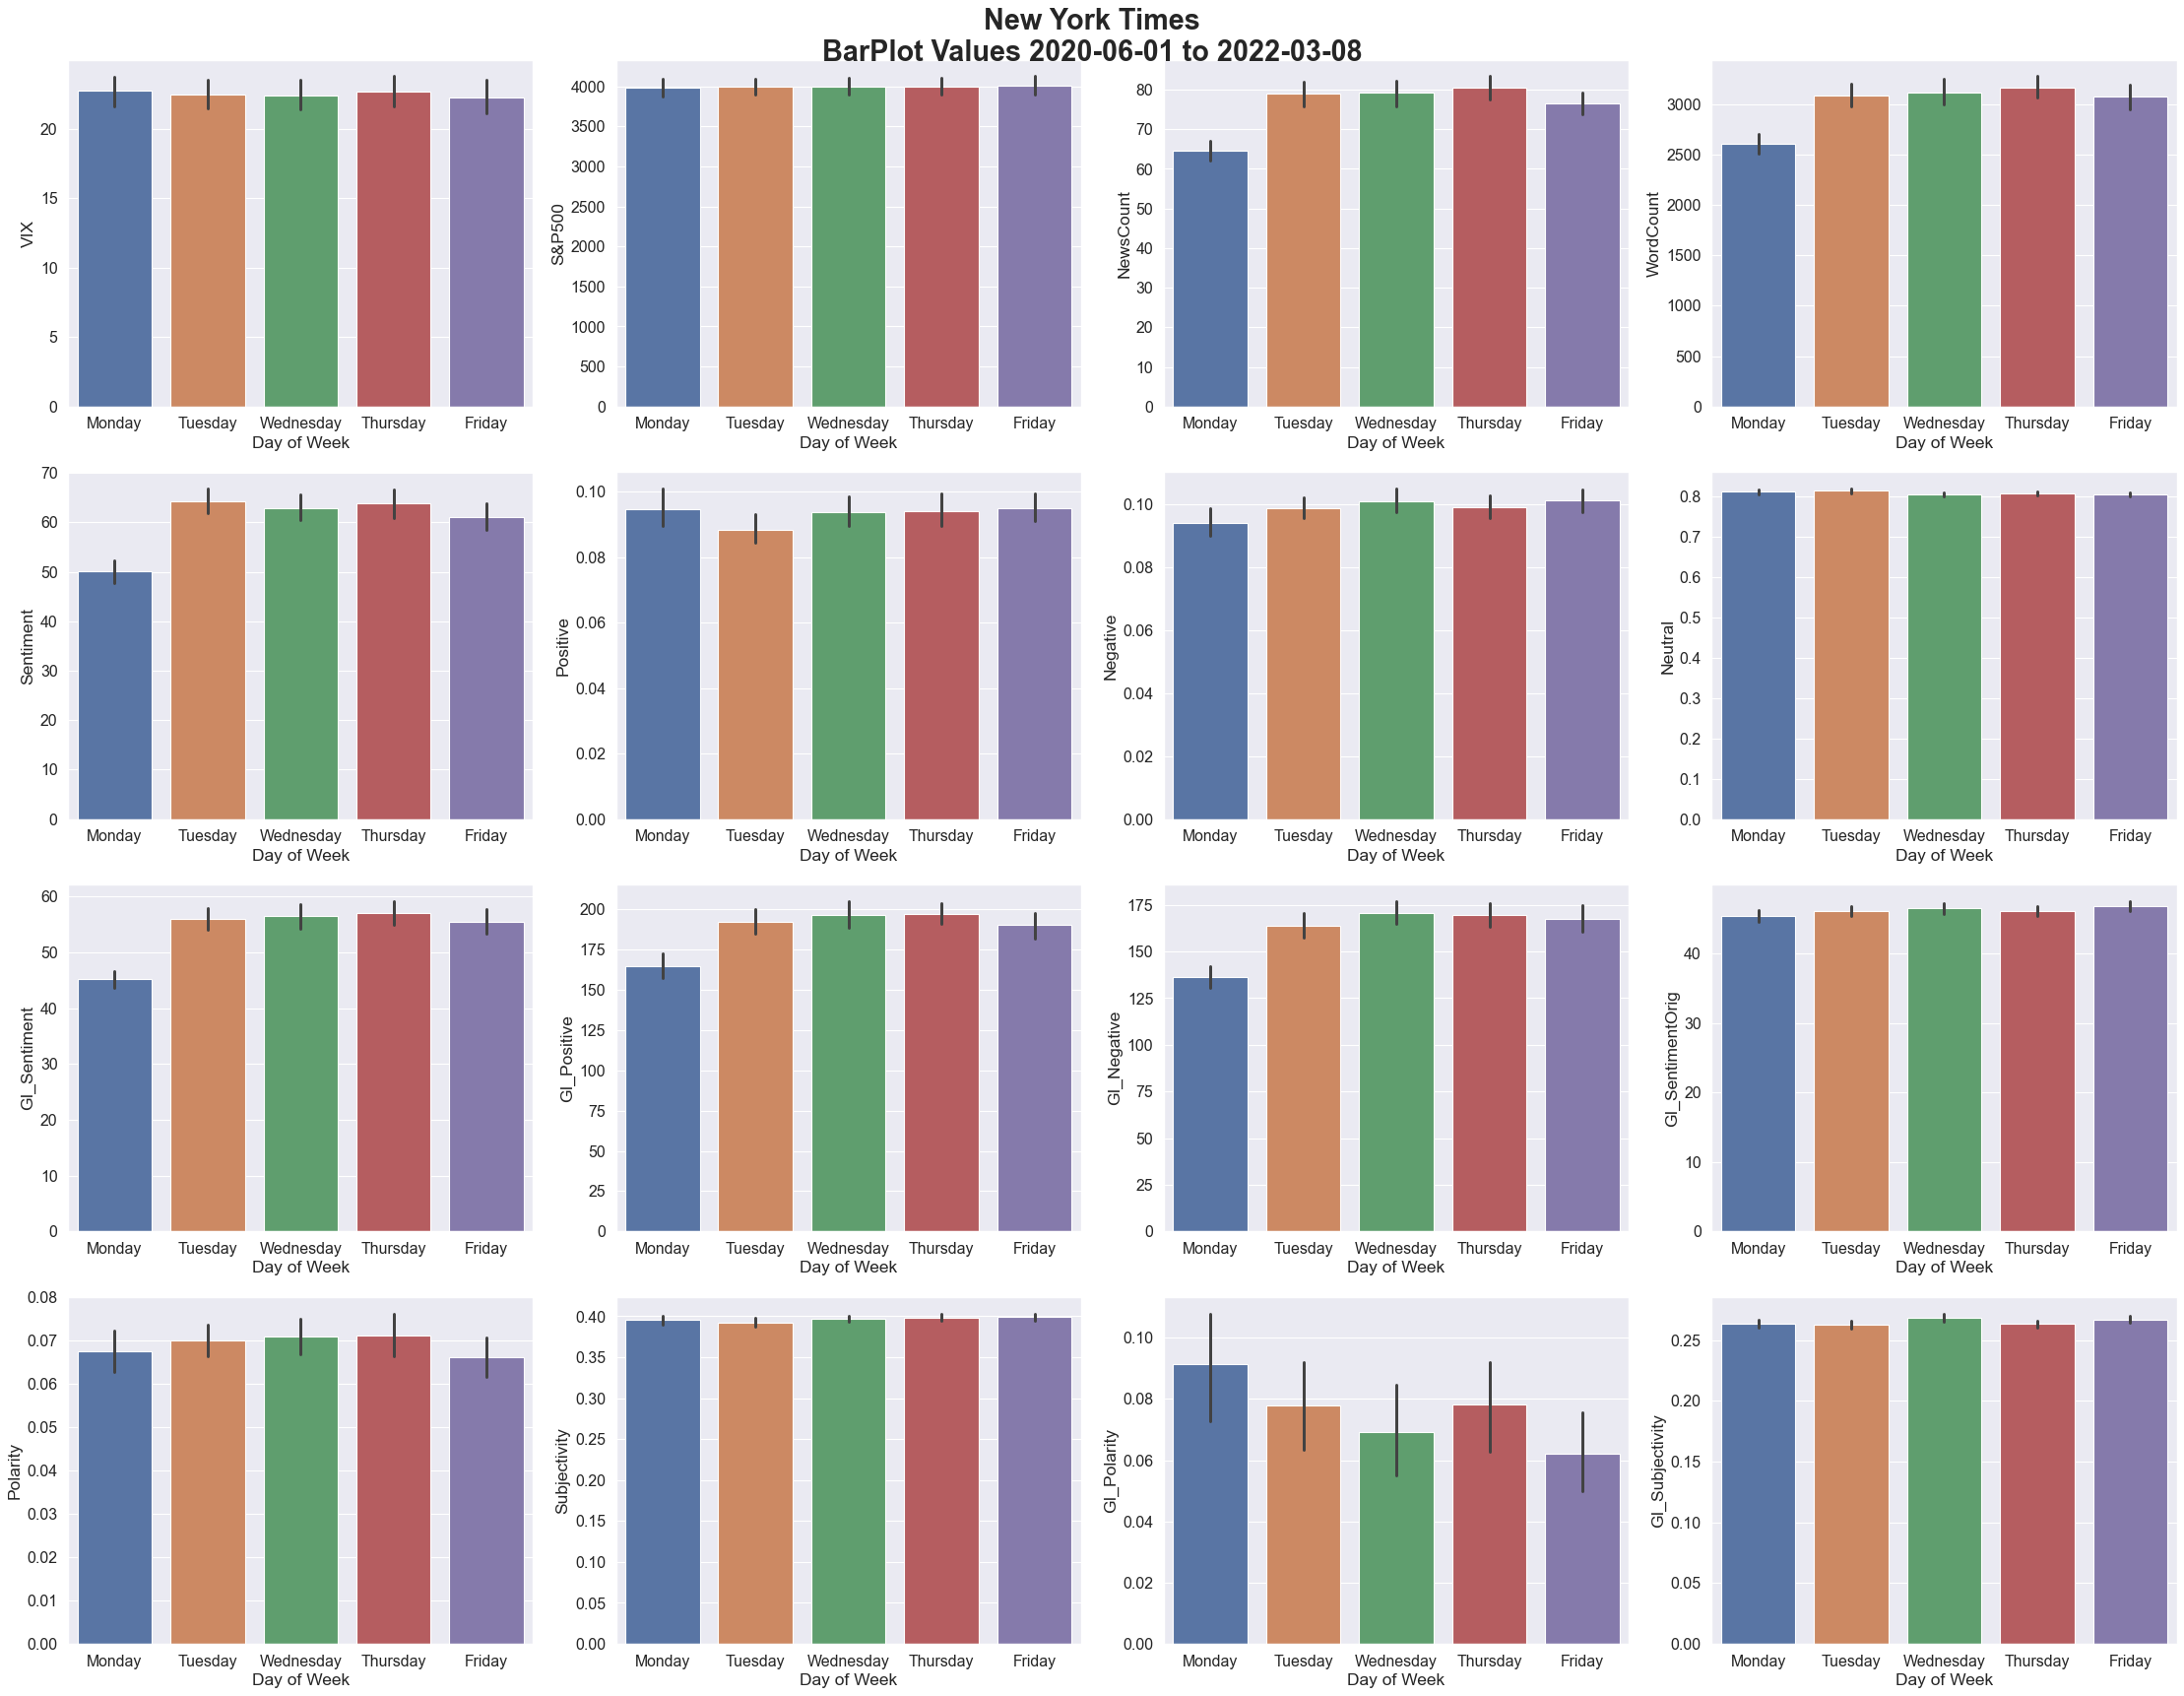 New York Times
BarPlot Values 2020-06-01 to 2022-03-08
VIX
20
15
10
5
0
Monday Tuesday Wednesday Thursday Friday
Day of Week
S&P500
4000
3500
3000
2500
2000
1500
1000
500
0
Monday Tuesday Wednesday Thursday Friday
Day of Week
NewsCount
80
70
60
50
40
30
20
10
0
Monday Tuesday Wednesday Thursday Friday
Day of Week
WordCount
3000
2500
2000
1500
1000
500
0
Monday Tuesday Wednesday Thursday Friday
Day of Week
Sentiment
70
60
50
40
30
20
10
0
Monday Tuesday Wednesday Thursday Friday
Day of Week
Positive
0.10
0.08
0.06
0.04
0.02
0.00
Monday Tuesday Wednesday Thursday Friday
Day of Week
Negative
0.10
0.08
0.06
0.04
0.02
0.00
Monday Tuesday Wednesday Thursday Friday
Day of Week
Neutral
0.8
0.7
0.6
0.5
0.4
0.3
0.2
0.1
0.0
Monday Tuesday Wednesday Thursday Friday
Day of Week
GI_Sentiment
60
50
40
30
20
10
0
Monday Tuesday Wednesday Thursday Friday
Day of Week
GI_Positive
200
175
150
125
100
75
50
25
0
Monday Tuesday Wednesday Thursday Friday
Day of Week
GI_Negative
175
150
125
100
75
50
25
0
Monday Tuesday Wednesday Thursday Friday
Day of Week
GI_SentimentOrig
40
30
20
10
0
Monday Tuesday Wednesday Thursday Friday
Day of Week
Polarity
0.08
0.07
0.06
0.05
0.04
0.03
0.02
0.01
0.00
Monday Tuesday Wednesday Thursday Friday
Day of Week
Subjectivity
0.40
0.35
0.30
0.25
0.20
0.15
0.10
0.05
0.00
Monday Tuesday Wednesday Thursday Friday
Day of Week
GI_Polarity
0.10
0.08
0.06
0.04
0.02
0.00
Monday Tuesday Wednesday Thursday Friday
Day of Week
GI_Subjectivity
0.25
0.20
0.15
0.10
0.05
0.00
Monday Tuesday Wednesday Thursday Friday
Day of Week